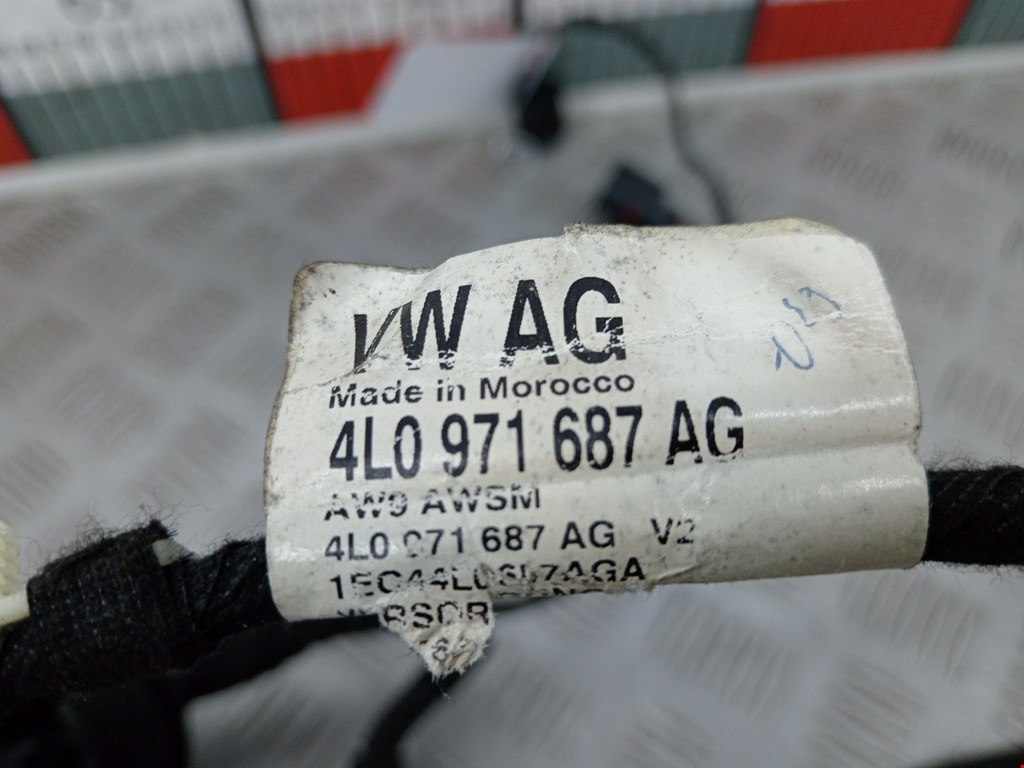 VW AG
Made in Morocco
4L0 971 687 AG
AW9 AWSM
4L0 971 687 AG V2